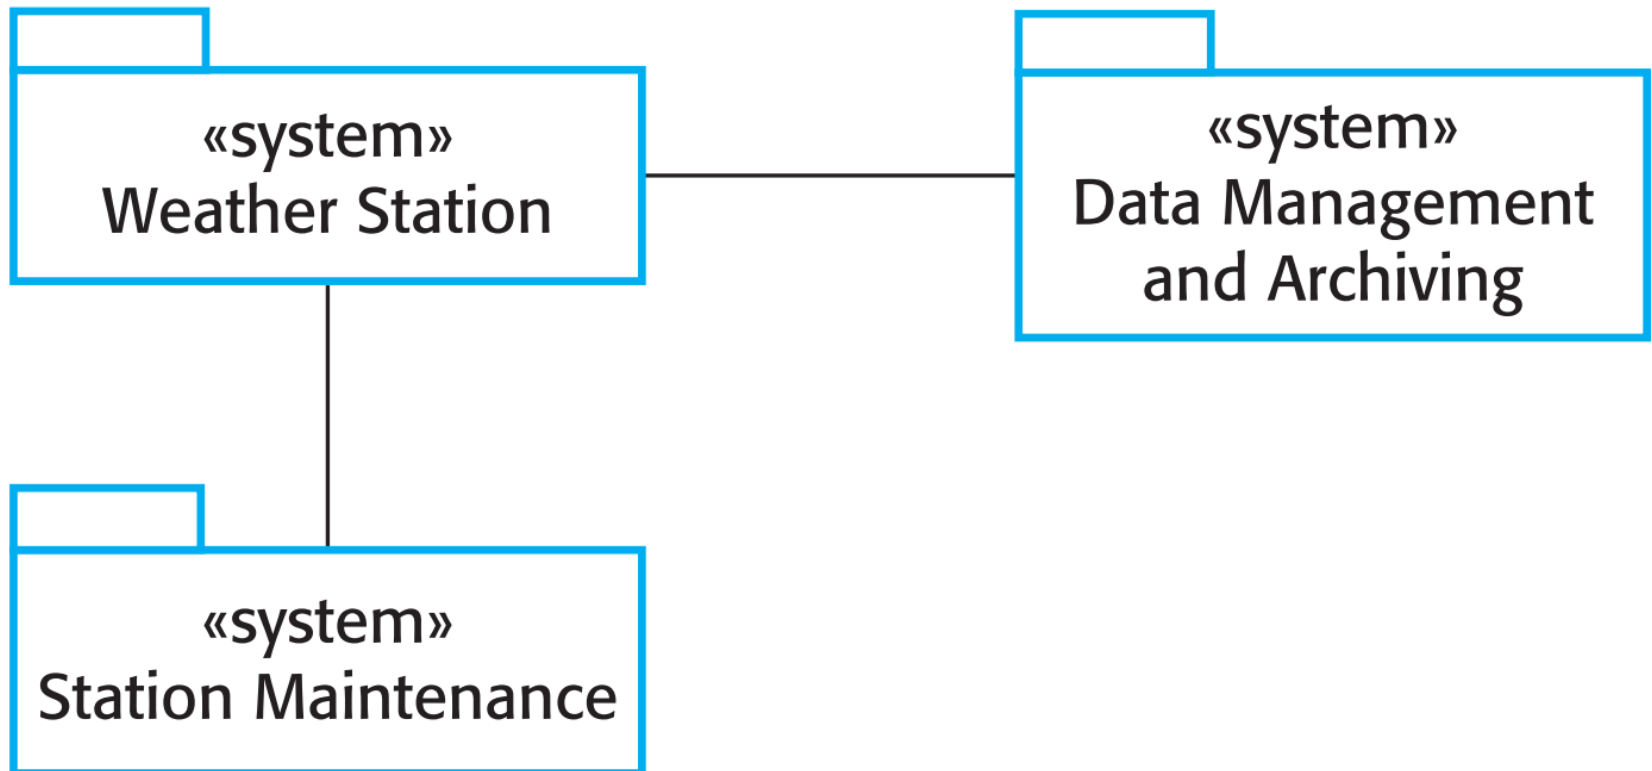 «system»
Weather Station
«system»
Data Management
and Archiving
«system»
Station Maintenance